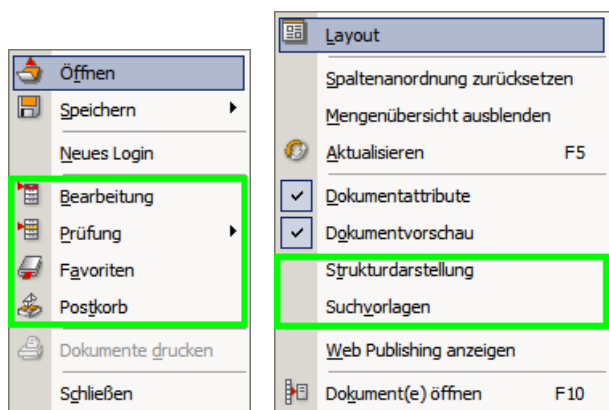 Öffnen
Speichern
Neues Login
Bearbeitung
Prüfung
Favoriten
Postkorb
Dokumente drucken
Schließen
Layout
Spaltenanordnung zurücksetzen
Mengenübersicht ausblenden
Aktualisieren F5
Dokumentattribute
Dokumentvorschau
Strukturdarstellung
Suchvorlagen
Web Publishing anzeigen
Dokument(e) öffnen F10